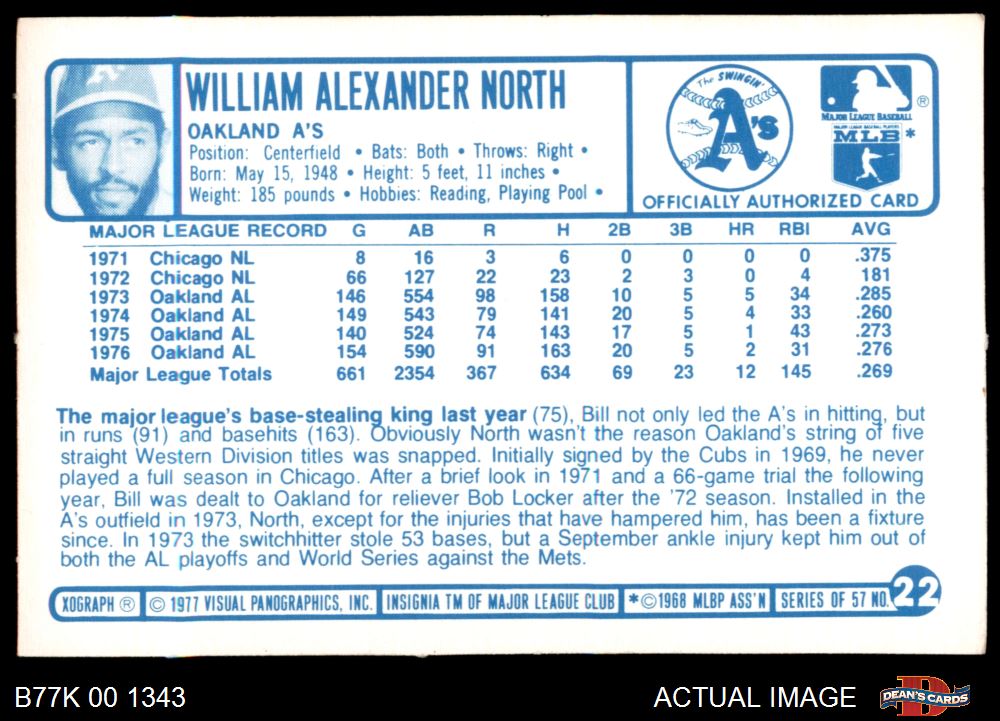 WILLIAM ALEXANDER NORTH
OAKLAND A'S
Position: Centerfield • Bats: Both • Throws: Right •
Born: May 15, 1948 • Height: 5 feet, 11 inches •
Weight: 185 pounds • Hobbies: Reading, Playing Pool •
The SWINGIN'
A's
®
MAJOR LEAGUE BASEBALL
MAJOR LEAGUE BASEBALL PLAYERS
MLB *
OFFICIALLY AUTHORIZED CARD
MAJOR LEAGUE RECORD G AB R H 2B 3B HR RBI AVG
1971 Chicago NL 8 16 3 6 0 0 0 0 .375
1972 Chicago NL 66 127 22 23 2 3 0 4 181
1973 Oakland AL 146 554 98 158 10 5 5 34 .285
1974 Oakland AL 149 543 79 141 20 5 4 33 .260
1975 Oakland AL 140 524 74 143 17 5 1 43 .273
1976 Oakland AL 154 590 91 163 20 5 2 31 .276
Major League Totals 661 2354 367 634 69 23 12 145 .269
The major league's base-stealing king last year (75), Bill not only led the A's in hitting, but
in runs (91) and basehits (163). Obviously North wasn't the reason Oakland's string of five
straight Western Division titles was snapped. Initially signed by the Cubs in 1969, he never
played a full season in Chicago. After a brief look in 1971 and a 66-game trial the following
year, Bill was dealt to Oakland for reliever Bob Locker after the '72 season. Installed in the
A's outfield in 1973, North, except for the injuries that have hampered him, has been a fixture
since. In 1973 the switchhitter stole 53 bases, but a September ankle injury kept him out of
both the AL playoffs and World Series against the Mets.
XOGRAPH ® © 1977 VISUAL PANOGRAPHICS, INC. INSIGNIA TM OF MAJOR LEAGUE CLUB *©1968 MLBP ASS'N SERIES OF 57 NO. 22
B77K 00 1343
ACTUAL IMAGE
DEAN'S CARDS